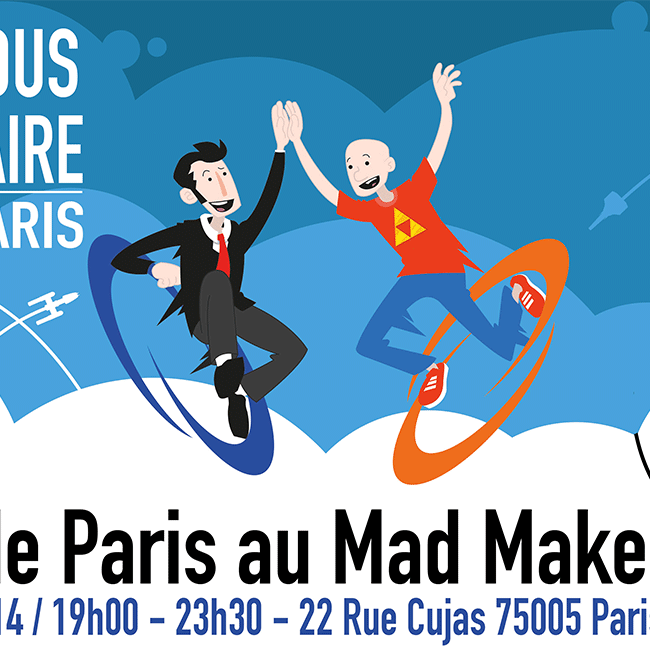 OUS
AIRE
ARIS
le Paris au Mad Make
14 / 19h00 - 23h30 - 22 Rue Cujas 75005 Paris